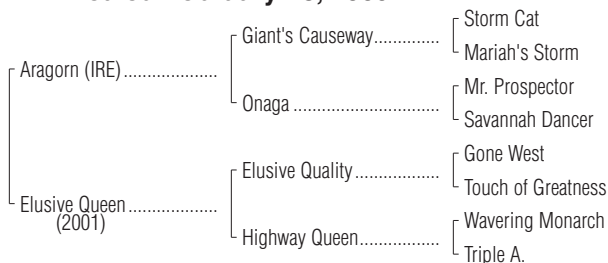 Storm Cat
Giant's Causeway..............
Mariah's Storm
Aragorn (IRE)....................
Mr. Prospector
Onaga ................................
Savannah Dancer
Gone West
Elusive Quality..................
Touch of Greatness
Elusive Queen...................
(2001)
Wavering Monarch
Highway Queen.................
Triple A.